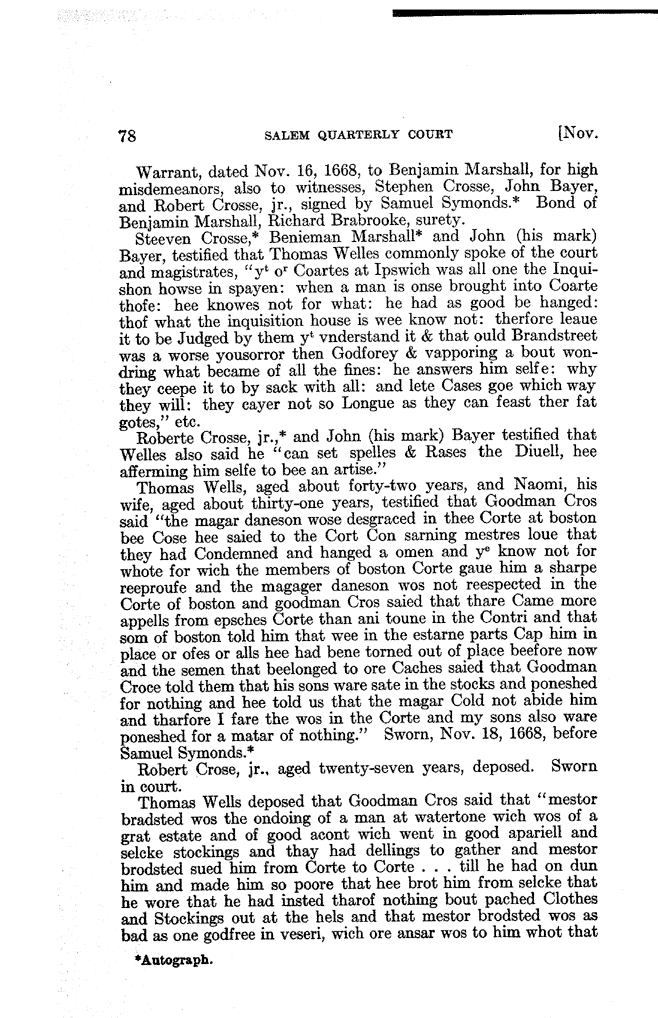 78 SALEM QUARTERLY COURT [Nov.
Warrant, dated Nov. 16, 1668, to Benjamin Marshall, for high
misdemeanors, also to witnesses, Stephen Crosse, John Bayer,
and Robert Crosse, jr., signed by Samuel Symonds.* Bond of
Benjamin Marshall, Richard Brabrooke, surety.
Steeven Crosse,* Benieman Marshall* and John (his mark)
Bayer, testified that Thomas Welles commonly spoke of the court
and magistrates, "yᵗ oʳ Coartes at Ipswich was all one the Inqui-
shon howse in spayen: when a man is onse brought into Coarte
thofe: hee knowes not for what: he had as good be hanged:
thof what the inquisition house is wee know not: therfore leaue
it to be Judged by them yᵗ vnderstand it & that ould Brandstreet
was a worse yousorror then Godforey & vapporing a bout won-
dring what became of all the fines: he answers him selfe: why
they ceepe it to by sack with all: and lete Cases goe which way
they will: they cayer not so Longue as they can feast ther fat
gotes," etc.
Roberte Crosse, jr.,* and John (his mark) Bayer testified that
Welles also said he "can set spelles & Rases the Diuell, hee
afferming him selfe to bee an artise."
Thomas Wells, aged about forty-two years, and Naomi, his
wife, aged about thirty-one years, testified that Goodman Cros
said "the magar daneson wose desgraced in thee Corte at boston
bee Cose hee saied to the Cort Con sarning mestres loue that
they had Condemned and hanged a omen and yᵉ know not for
whote for wich the members of boston Corte gaue him a sharpe
reeproufe and the magager daneson wos not reespected in the
Corte of boston and goodman Cros saied that thare Came more
appells from epsches Corte than ani toune in the Contri and that
som of boston told him that wee in the estarne parts Cap him in
place or ofes or alls hee had bene torned out of place beefore now
and the semen that beelonged to ore Caches saied that Goodman
Croce told them that his sons ware sate in the stocks and poneshed
for nothing and hee told us that the magar Cold not abide him
and tharfore I fare the wos in the Corte and my sons also ware
poneshed for a matar of nothing." Sworn, Nov. 18, 1668, before
Samuel Symonds.*
Robert Crose, jr., aged twenty-seven years, deposed. Sworn
in court.
Thomas Wells deposed that Goodman Cros said that "mestor
bradsted wos the ondoing of a man at watertone wich wos of a
grat estate and of good acont wich went in good apariell and
selcke stockings and thay had dellings to gather and mestor
brodsted sued him from Corte to Corte . . . till he had on dun
him and made him so poore that hee brot him from selcke that
he wore that he had insted tharof nothing bout pached Clothes
and Stockings out at the hels and that mestor brodsted wos as
bad as one godfree in veseri, wich ore ansar wos to him whot that
*Autograph.